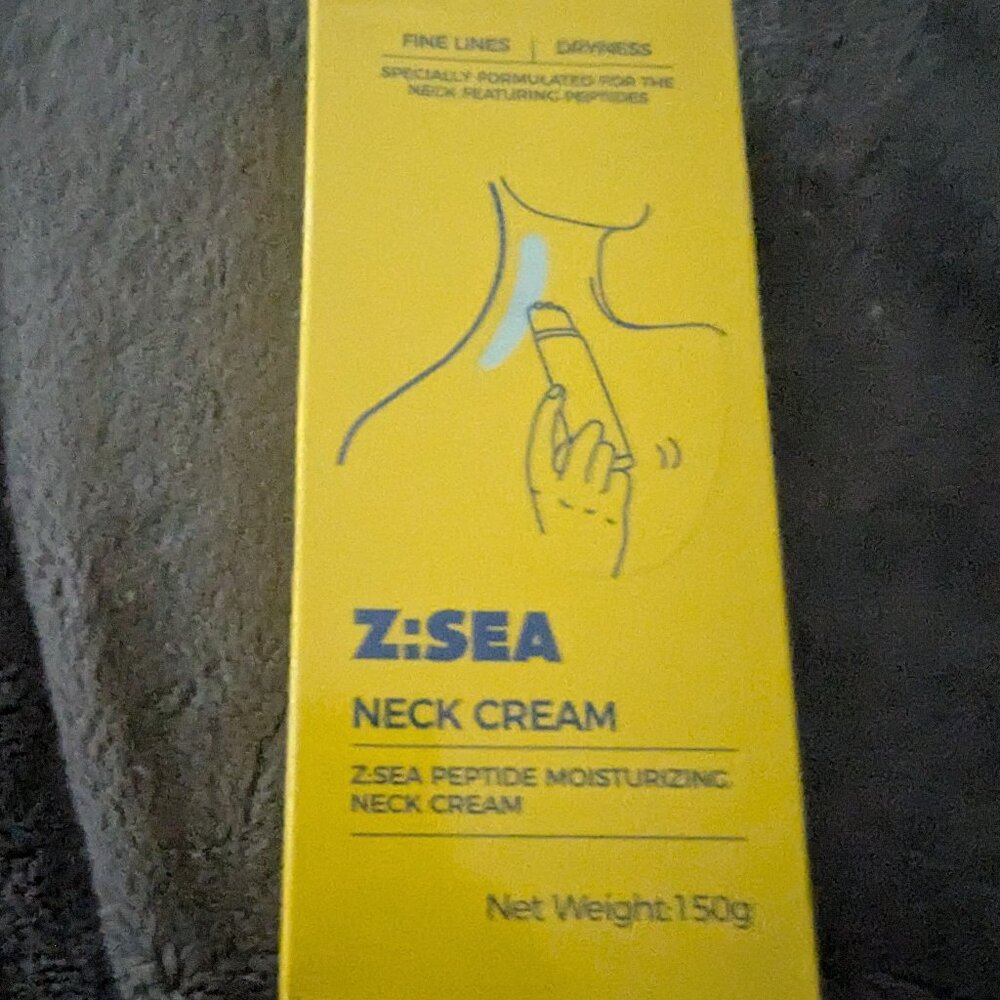 FINE LINES | DRYNESS
SPECIALLY FORMULATED FOR THE
NECK FEATURING PEPTIDES
Z:SEA
NECK CREAM
Z:SEA PEPTIDE MOISTURIZING
NECK CREAM
Net Weight:150g